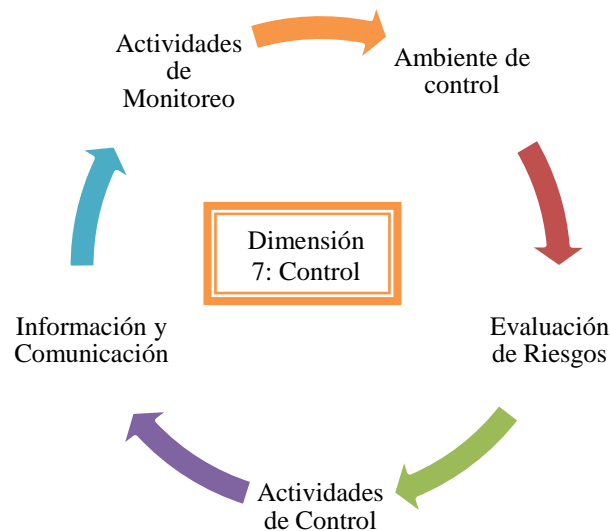 Actividades
de
Monitoreo
Ambiente de
control
Dimensión
7: Control
Información y
Comunicación
Evaluación
de Riesgos
Actividades
de Control